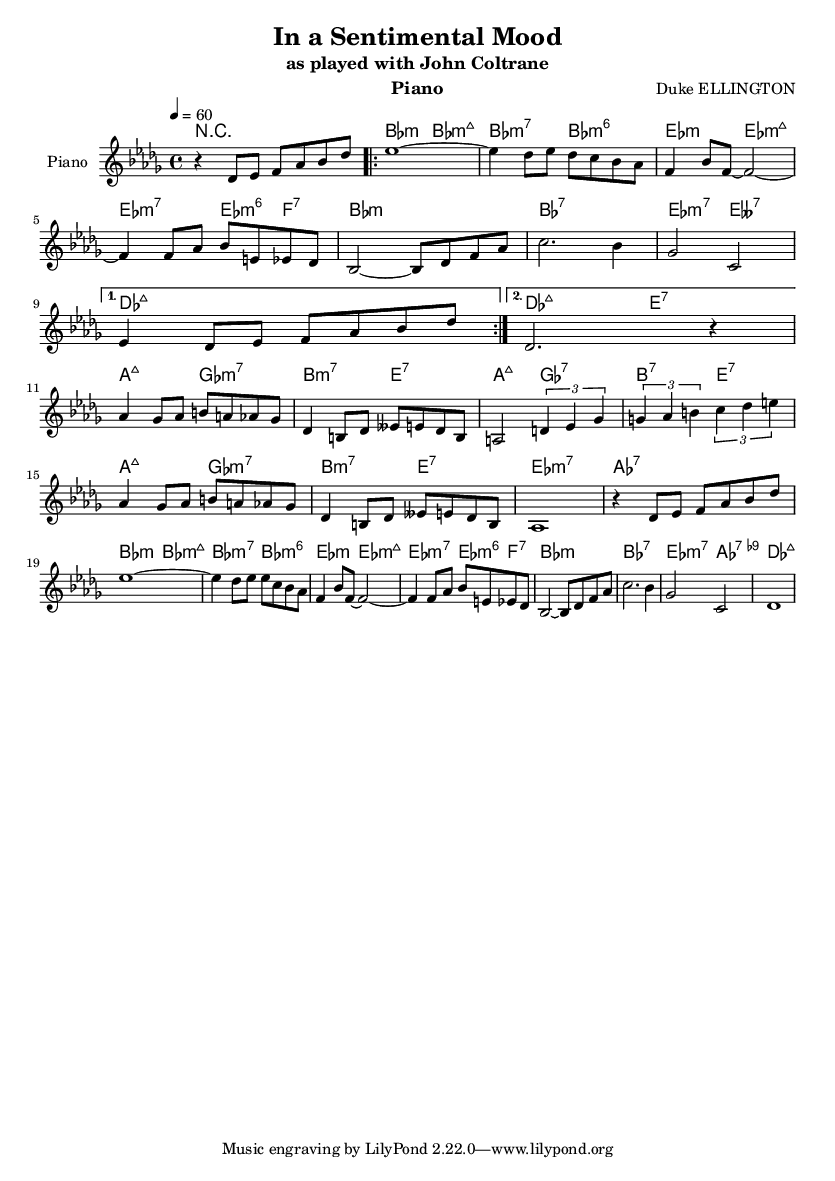 In a Sentimental Mood
as played with John Coltrane
Piano
Duke ELLINGTON
♩ = 60
N.C. B♭m B♭m△ B♭m7 B♭m6 E♭m E♭m△
Piano
5
E♭m7 E♭m6 F7 B♭m B♭7 E♭m7 E𝄫7
9
1. D♭△ 2. D♭△ E7
11
A△ G♭m7 Bm7 E7 A△ G♭7 B7 E7
3 3 3
15
A△ G♭m7 Bm7 E7 E♭m7 A♭7
19
B♭m B♭m△ B♭m7 B♭m6 E♭m E♭m△ E♭m7 E♭m6 F7 B♭m B♭7 E♭m7 A♭7 ♭9 D♭△
Music engraving by LilyPond 2.22.0—www.lilypond.org